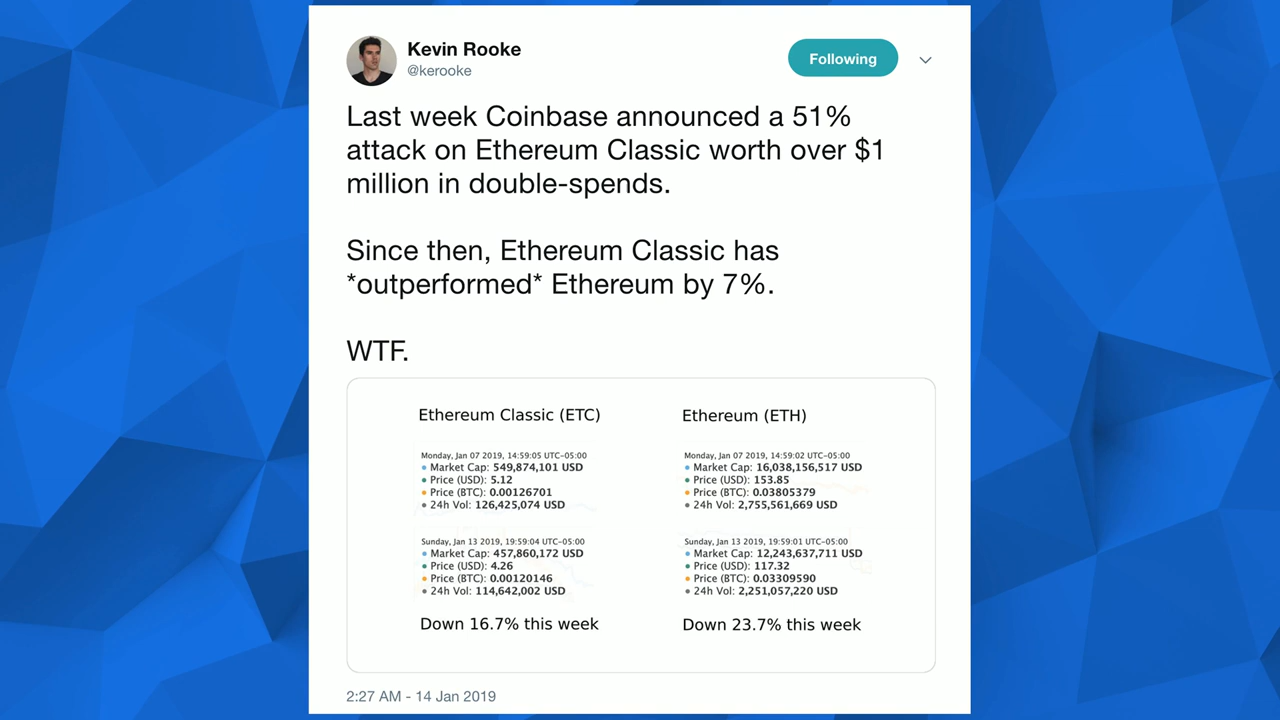 Kevin Rooke
@kerooke
Following
Last week Coinbase announced a 51%
attack on Ethereum Classic worth over $1
million in double-spends.
Since then, Ethereum Classic has
*outperformed* Ethereum by 7%.
WTF.
Ethereum Classic (ETC)
Monday, Jan 07 2019, 14:59:05 UTC-05:00
• Market Cap: 549,874,101 USD
• Price (USD): 5.12
• Price (BTC): 0.00126701
• 24h Vol: 126,425,074 USD
Sunday, Jan 13 2019, 19:59:04 UTC-05:00
• Market Cap: 457,860,172 USD
• Price (USD): 4.26
• Price (BTC): 0.00120146
• 24h Vol: 114,642,002 USD
Down 16.7% this week
Ethereum (ETH)
Monday, Jan 07 2019, 14:59:02 UTC-05:00
• Market Cap: 16,038,156,517 USD
• Price (USD): 153.85
• Price (BTC): 0.03805379
• 24h Vol: 2,755,561,669 USD
Sunday, Jan 13 2019, 19:59:01 UTC-05:00
• Market Cap: 12,243,637,711 USD
• Price (USD): 117.32
• Price (BTC): 0.03309590
• 24h Vol: 2,251,057,220 USD
Down 23.7% this week
2:27 AM - 14 Jan 2019